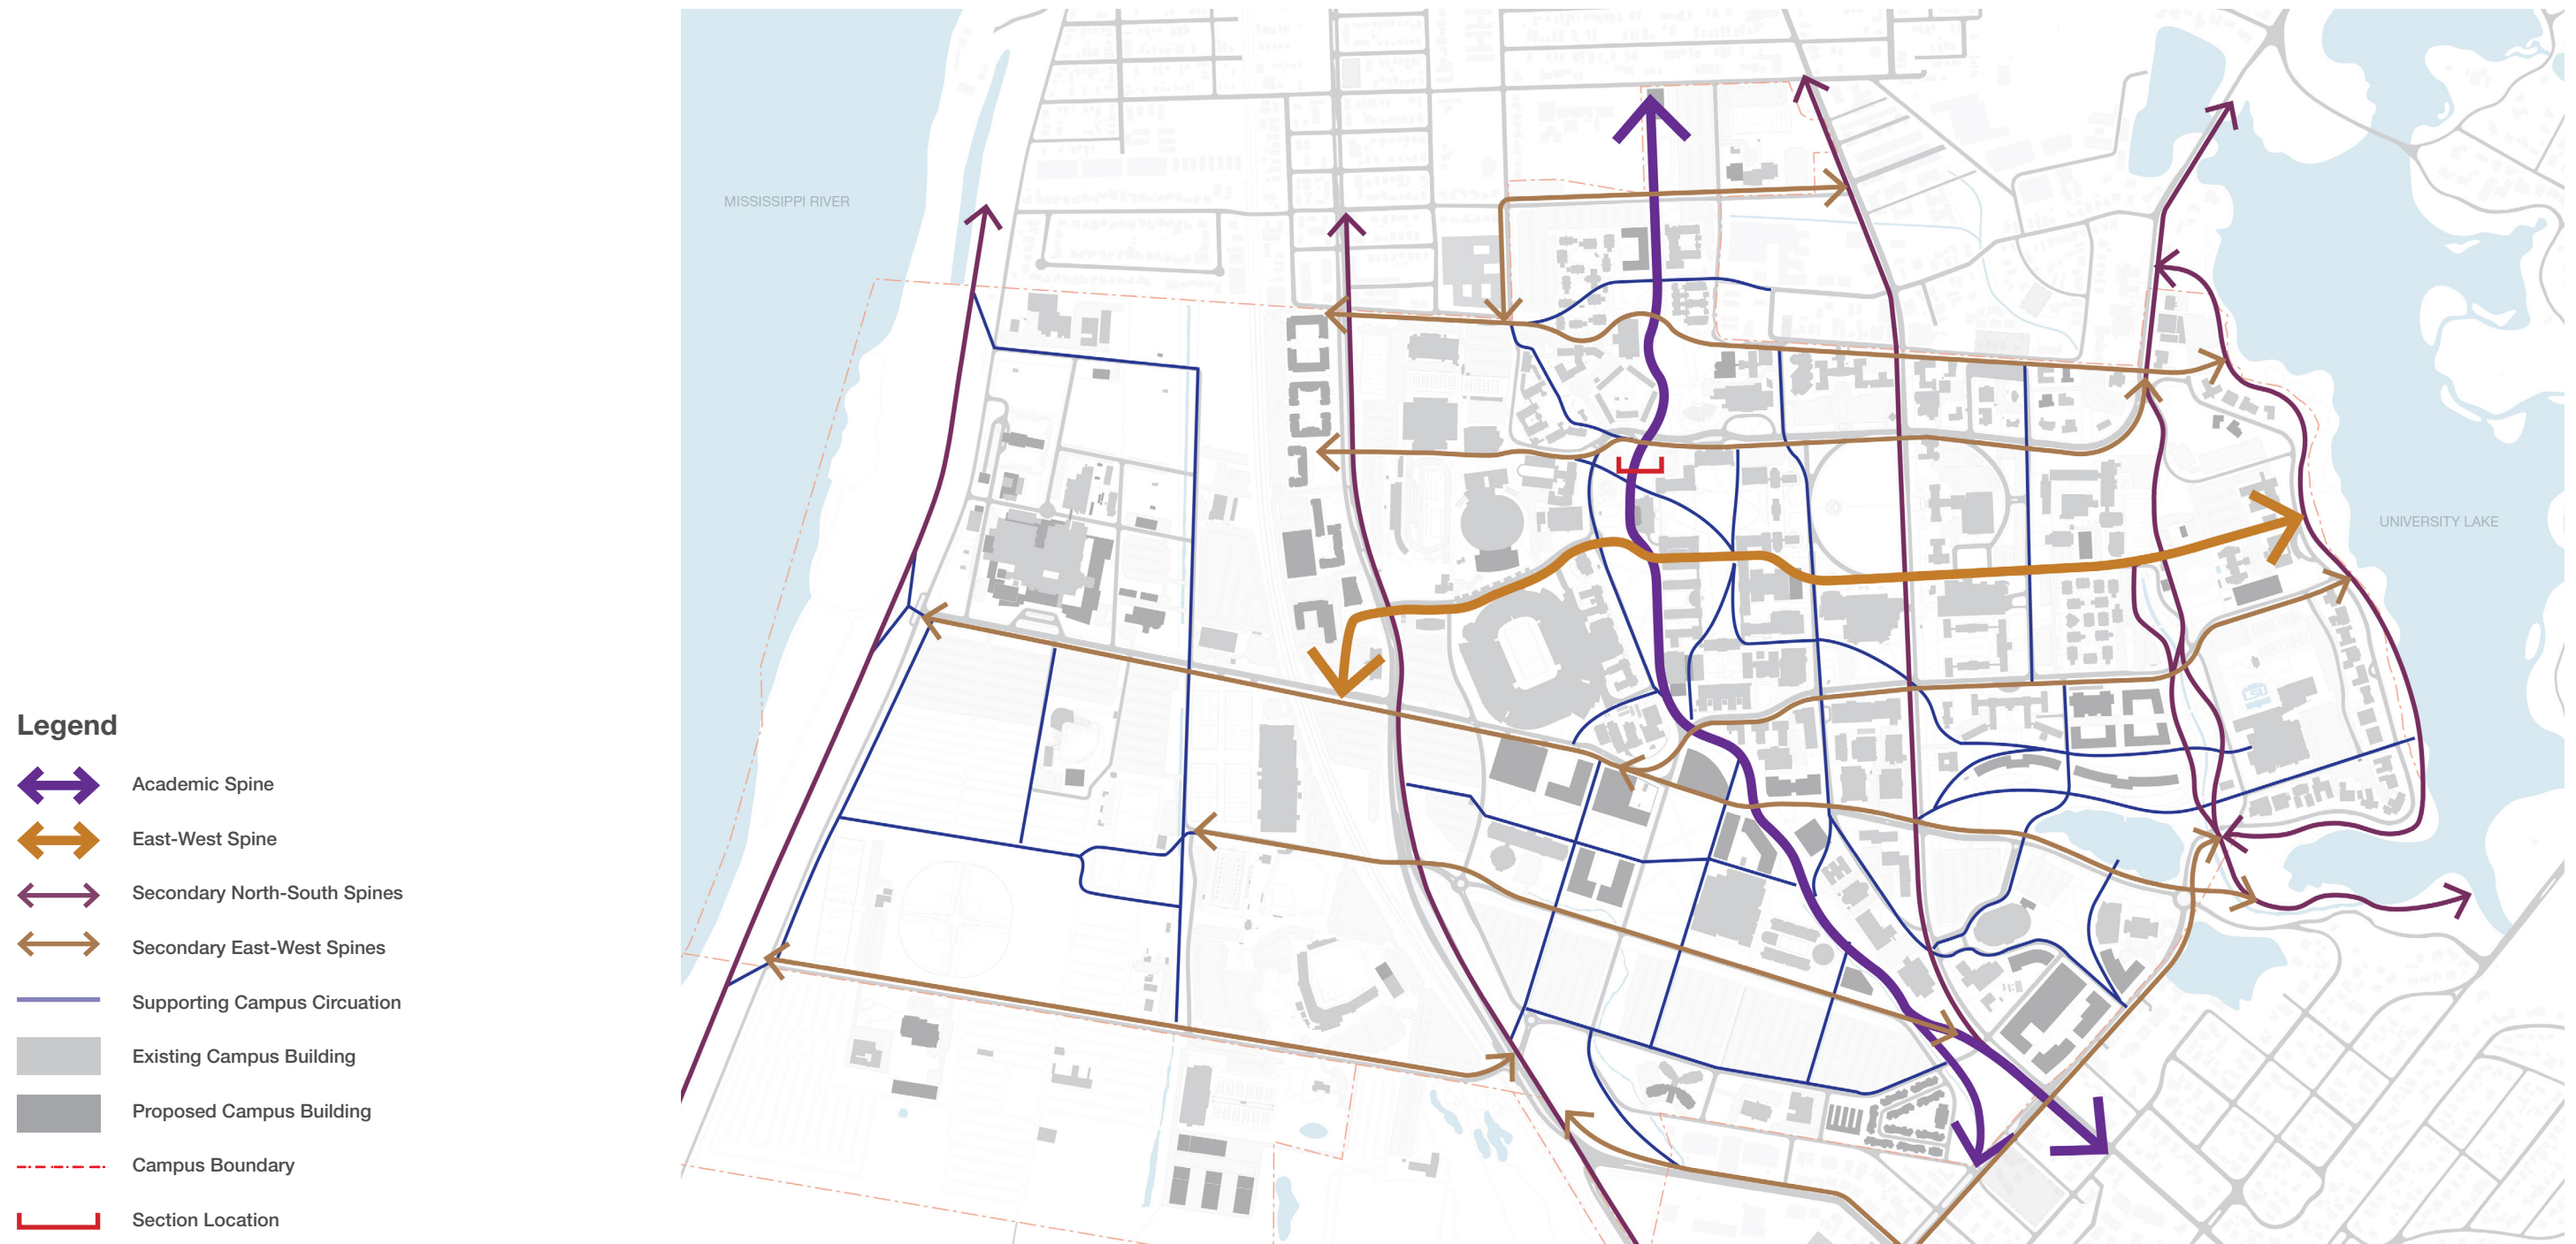 MISSISSIPPI RIVER
UNIVERSITY LAKE
Legend
Academic Spine
East-West Spine
Secondary North-South Spines
Secondary East-West Spines
Supporting Campus Circuation
Existing Campus Building
Proposed Campus Building
Campus Boundary
Section Location